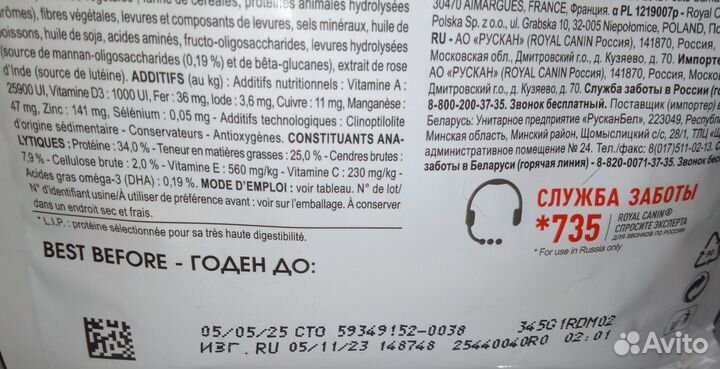 protéines animales hydrolysées
arômes), fibres végétales, levures et composants de levures, sels minéraux, huile de
poissons, huile de soja, acides aminés, fructo-oligosaccharides, levures hydrolysées
(source de mannan-oligosaccharides (0,19 %) et de bêta-glucanes), extrait de rose
d'Inde (source de lutéine). ADDITIFS (au kg) : Additifs nutritionnels : Vitamine A :
25900 UI, Vitamine D3 : 1000 UI, Fer : 36 mg, Iode : 3,6 mg, Cuivre : 11 mg, Manganèse :
47 mg, Zinc : 141 mg, Sélénium : 0,05 mg - Additifs technologiques : Clinoptilolite
d'origine sédimentaire - Conservateurs - Antioxygènes. CONSTITUANTS ANA-
LYTIQUES : Protéine : 34,0 % - Teneur en matières grasses : 25,0 % - Cendres brutes :
7,9 % - Cellulose brute : 2,0 % - Vitamine E : 560 mg/kg - Vitamine C : 230 mg/kg -
Acides gras oméga-3 (DHA) : 0,19 %. MODE D'EMPLOI : voir tableau. N° de lot/
N° d'identification usine/A utiliser de préférence avant : voir sur l'emballage. À conserver
dans un endroit sec et frais.
* L.I.P. : protéine sélectionnée pour sa très haute digestibilité.
30470 AIMARGUES, FRANCE, Франция. α PL 1219007p - Royal C
Polska Sp. z o.o., ul. Grabska 10, 32-005 Niepołomice, POLAND, По
RU - АО «РУСКАН» (ROYAL CANIN Россия), 141870, Россия,
Московская обл., Дмитровский г.о., д. Кузяево, д. 70. Импорте
АО «РУСКАН» (ROYAL CANIN Россия), 141870, Россия, Московск
Дмитровский г.о., д. Кузяево, д. 70. Служба заботы в России (г
8-800-200-37-35. Звонок бесплатный. Поставщик (импортер) в
Беларусь: Унитарное предприятие «РусканБел», 223049, Республи
Минская область, Минский район, Щомыслицкий с/с, 28/1, ТЛЦ «Щ
административное помещение № 24. Тел./факс: 8(017)511-02-13. С
заботы в Беларуси (горячая линия) - 8-820-0071-37-35. Звонок бесп
СЛУЖБА ЗАБОТЫ
*735
ROYAL CANIN®
СПРОСИТЕ ЭКСПЕРТА
для звонков по России
* For use in Russia only
BEST BEFORE - ГОДЕН ДО:
05/05/25 CTO 59349152-0038 345G1RDM02
ИЗГ. RU 05/11/23 148748 25440040R0 02:01
Avito